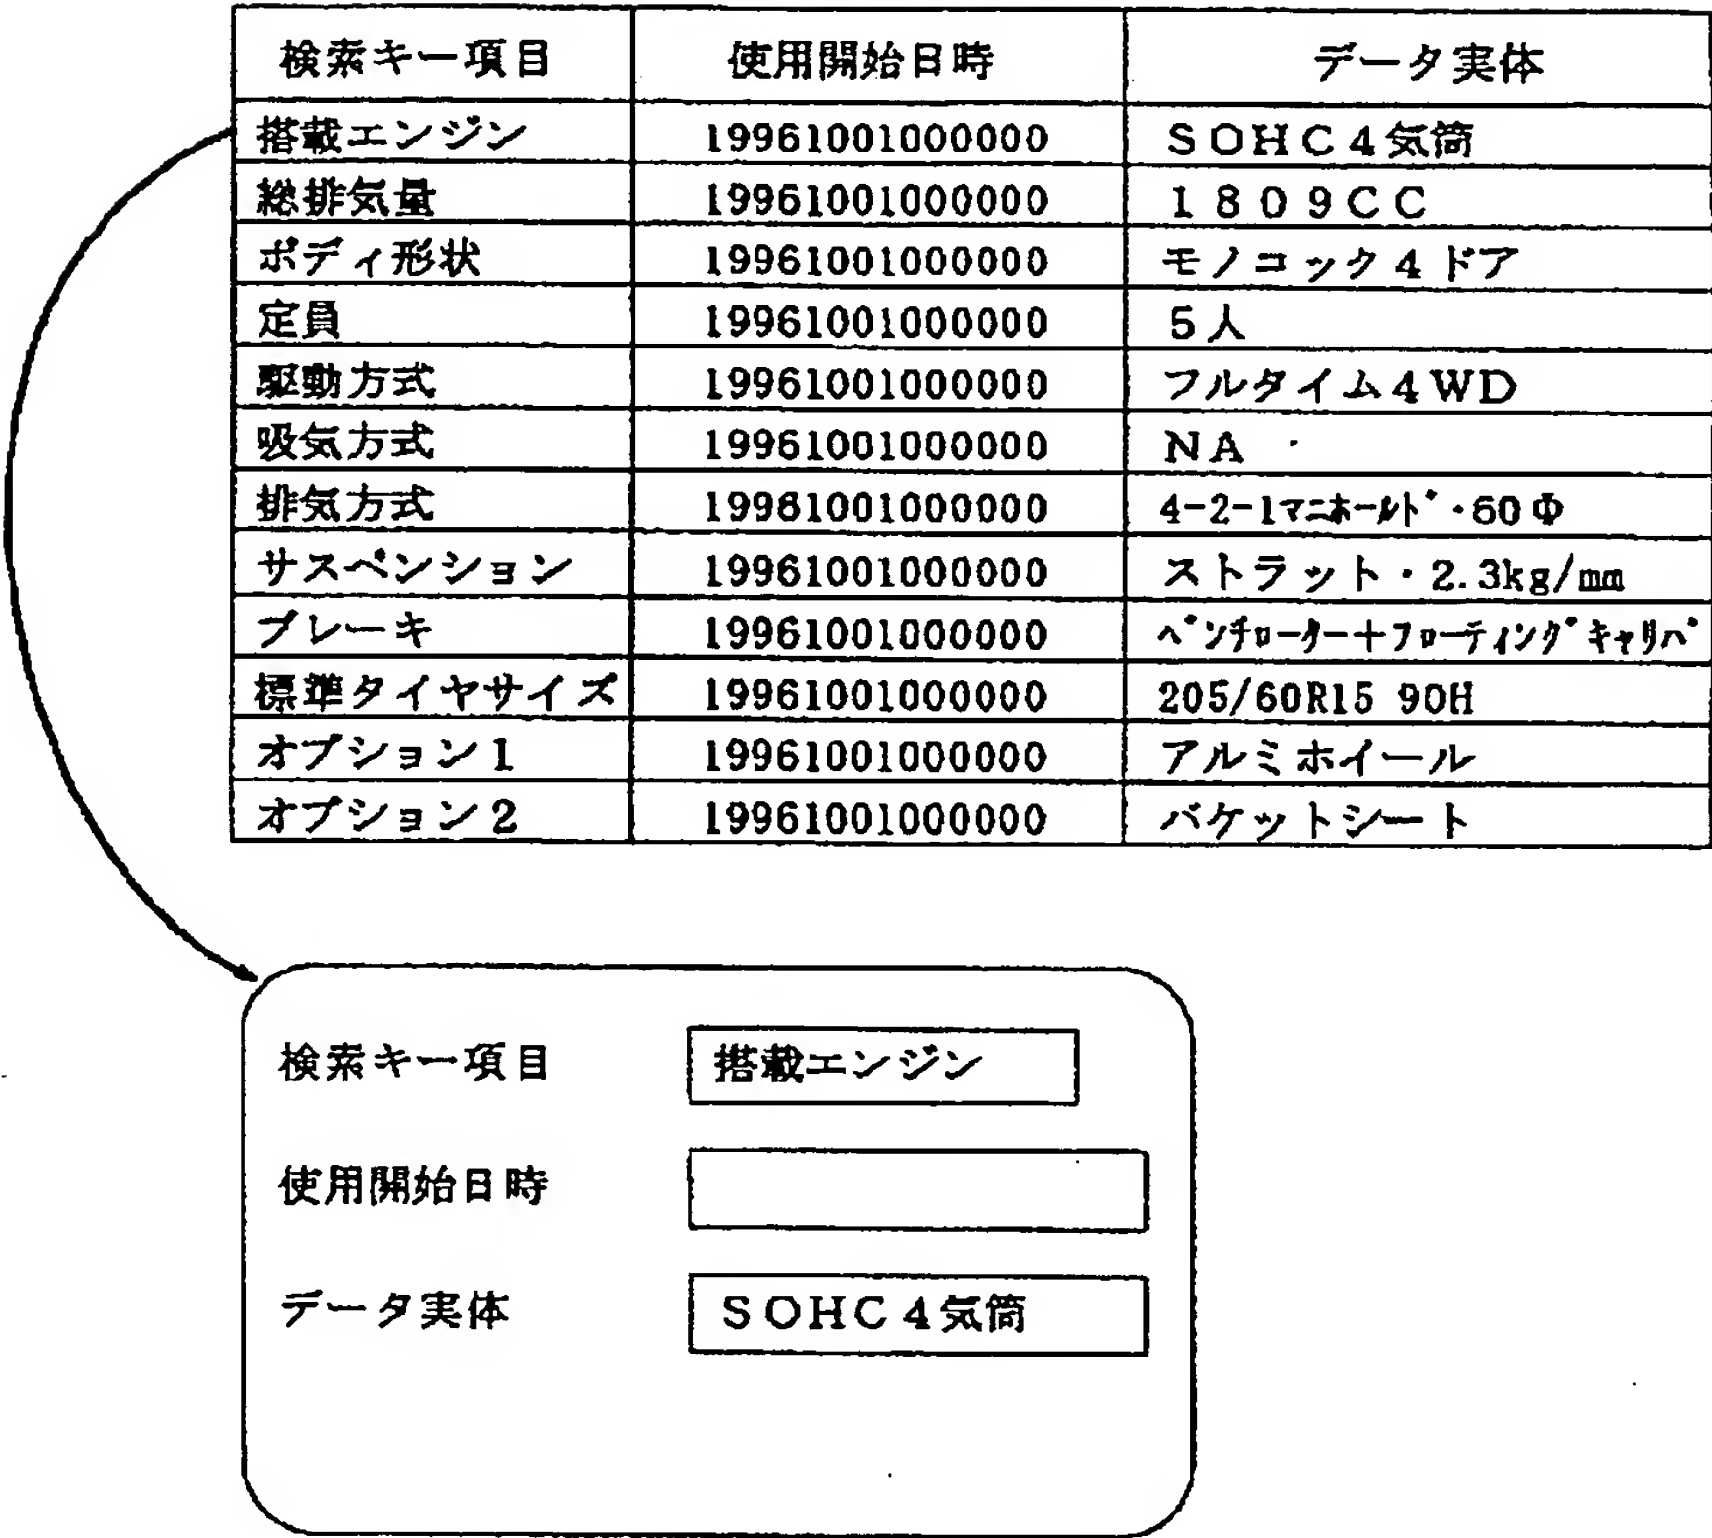 検索キー項目 使用開始日時 データ実体
搭載エンジン 19961001000000 SOHC4気筒
総排気量 19961001000000 1809CC
ボディ形状 19961001000000 モノコック4ドア
定員 19961001000000 5人
駆動方式 19961001000000 フルタイム4WD
吸気方式 19961001000000 NA
排気方式 19961001000000 4-2-1マニホールド・60Φ
サスペンション 19961001000000 ストラット・2.3kg/mm
ブレーキ 19961001000000 ベンチローター+フローティングキャリパ
標準タイヤサイズ 19961001000000 205/60R15 90H
オプション1 19961001000000 アルミホイール
オプション2 19961001000000 バケットシート
検索キー項目 搭載エンジン
使用開始日時
データ実体 SOHC4気筒